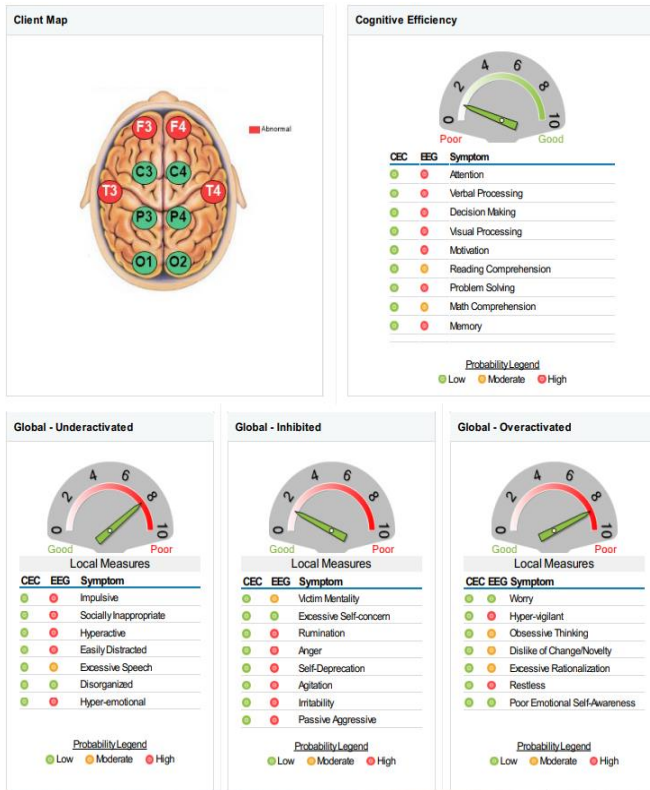 Client Map
F3 F4
Abnormal
C3 C4
T3 T4
P3 P4
O1 O2
Cognitive Efficiency
0 2 4 6 8 10
Poor Good
CEC EEG Symptom
Attention
Verbal Processing
Decision Making
Visual Processing
Motivation
Reading Comprehension
Problem Solving
Math Comprehension
Memory
Probability Legend
Low Moderate High
Global - Underactivated
0 2 4 6 8 10
Good Poor
Local Measures
CEC EEG Symptom
Impulsive
Socially Inappropriate
Hyperactive
Easily Distracted
Excessive Speech
Disorganized
Hyper-emotional
Probability Legend
Low Moderate High
Global - Inhibited
0 2 4 6 8 10
Good Poor
Local Measures
CEC EEG Symptom
Victim Mentality
Excessive Self-concern
Rumination
Anger
Self-Deprecation
Agitation
Irritability
Passive Aggressive
Probability Legend
Low Moderate High
Global - Overactivated
0 2 4 6 8 10
Good Poor
Local Measures
CEC EEG Symptom
Worry
Hyper-vigilant
Obsessive Thinking
Dislike of Change/Novelty
Excessive Rationalization
Restless
Poor Emotional Self-Awareness
Probability Legend
Low Moderate High